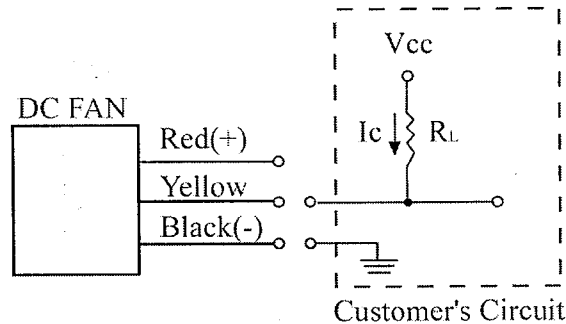 Vcc
DC FAN
Red(+)
Ic
RL
Yellow
Black(-)
Customer's Circuit